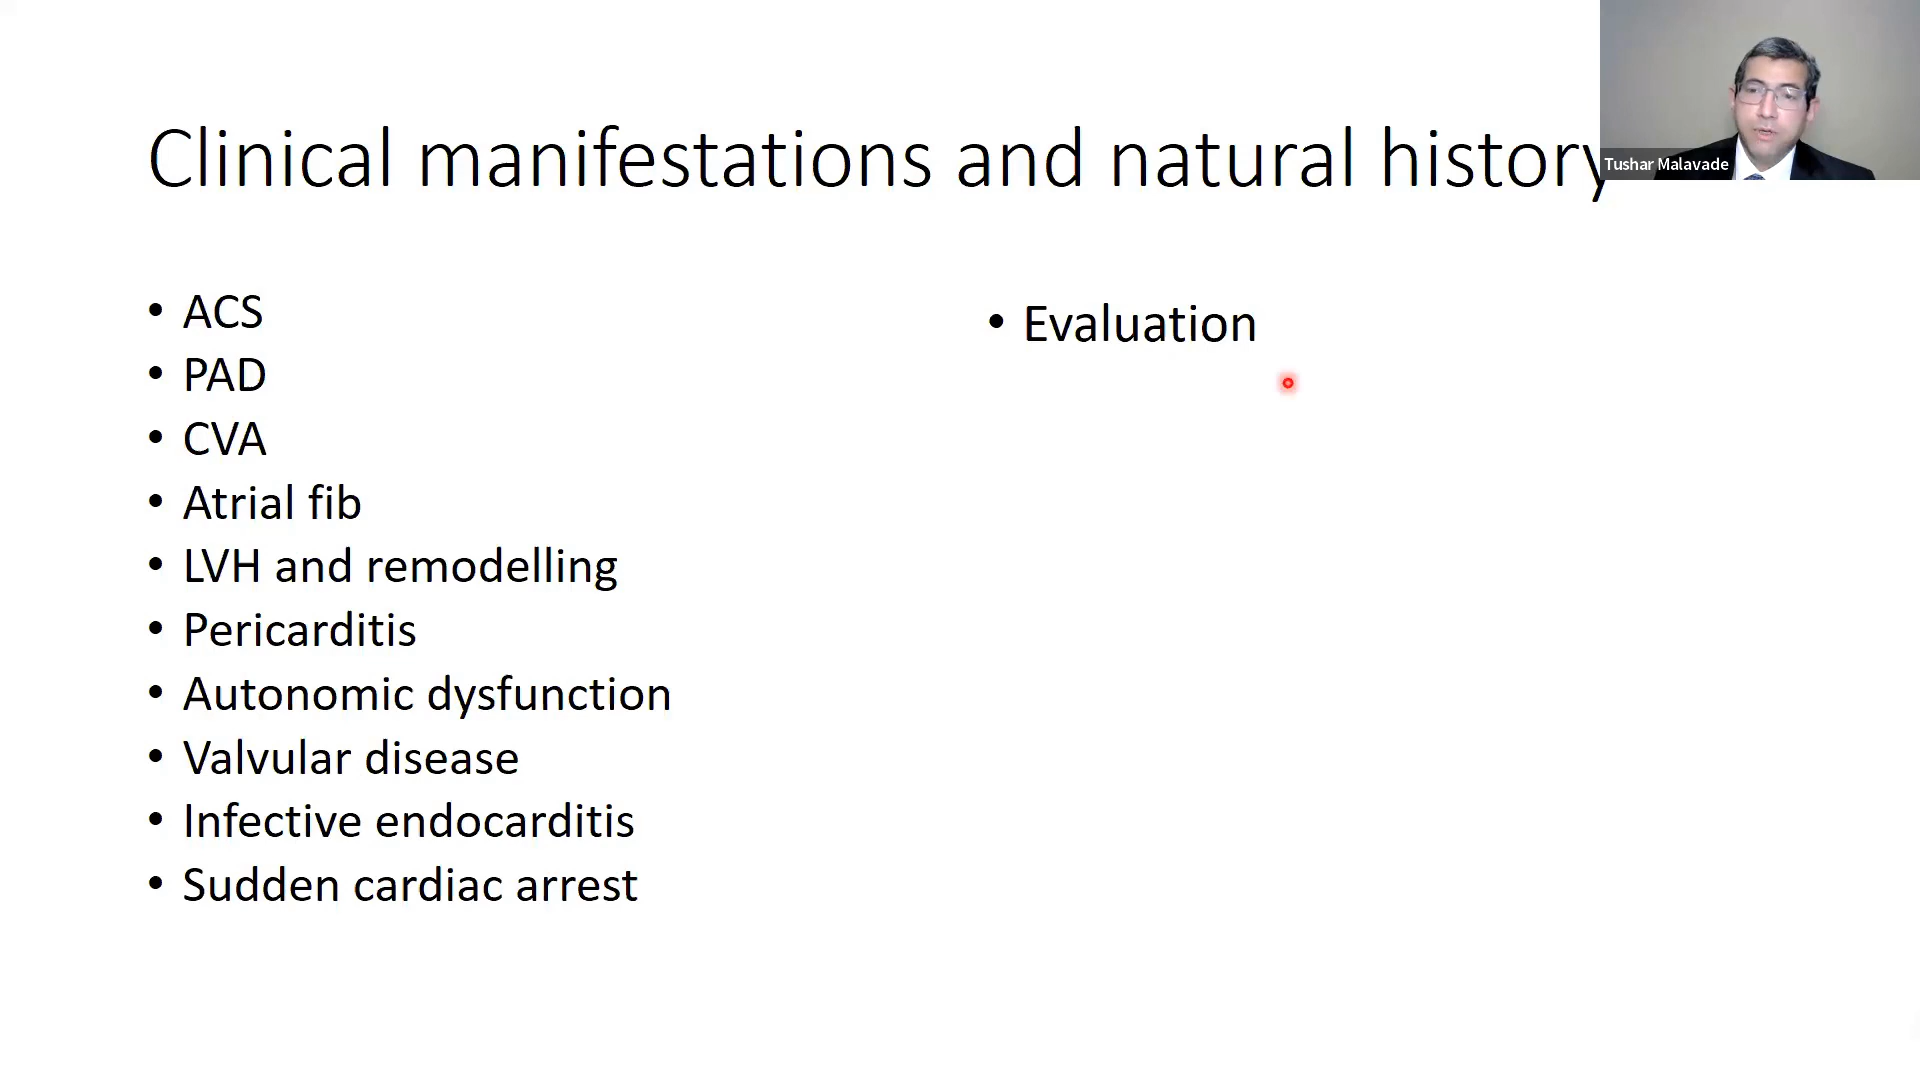 Clinical manifestations and natural history
Tushar Malavade
• ACS
• PAD
• CVA
• Atrial fib
• LVH and remodelling
• Pericarditis
• Autonomic dysfunction
• Valvular disease
• Infective endocarditis
• Sudden cardiac arrest
• Evaluation